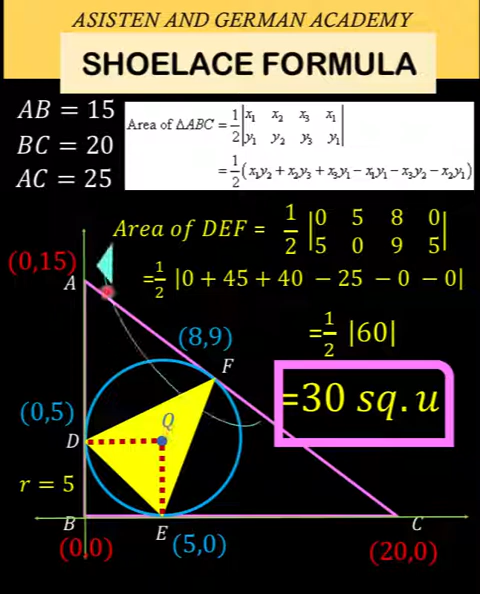 ASISTEN AND GERMAN ACADEMY
SHOELACE FORMULA
AB = 15
BC = 20
AC = 25
Area of ΔABC = 1/2 |x₁ x₂ x₃ x₁|
|y₁ y₂ y₃ y₁|
= 1/2 (x₁y₂ + x₂y₃ + x₃y₁ − x₁y₁ − x₃y₂ − x₂y₁)
Area of DEF = 1/2 |0 5 8 0|
|5 0 9 5|
= 1/2 |0 + 45 + 40 − 25 − 0 − 0|
= 1/2 |60|
=30 sq.u
(0,15)
A
(8,9)
F
(0,5)
D
Q
r = 5
B
E
C
(0,0)
(5,0)
(20,0)